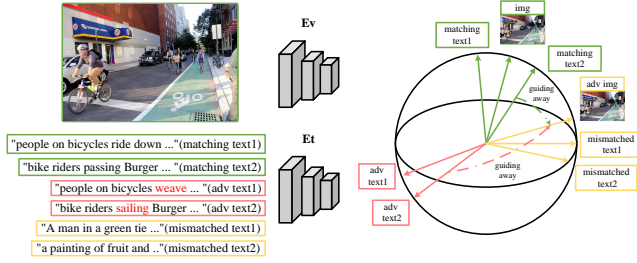 Ev
Et
"people on bicycles ride down ..."(matching text1)
"bike riders passing Burger ... "(matching text2)
"people on bicycles weave ... "(adv text1)
"bike riders sailing Burger ... "(adv text2)
"A man in a green tie ..."(mismatched text1)
"a painting of fruit and .."(mismatched text2)
img
matching
text1
matching
text2
guiding
away
adv img
mismatched
text1
mismatched
text2
guiding
away
adv
text1
adv
text2